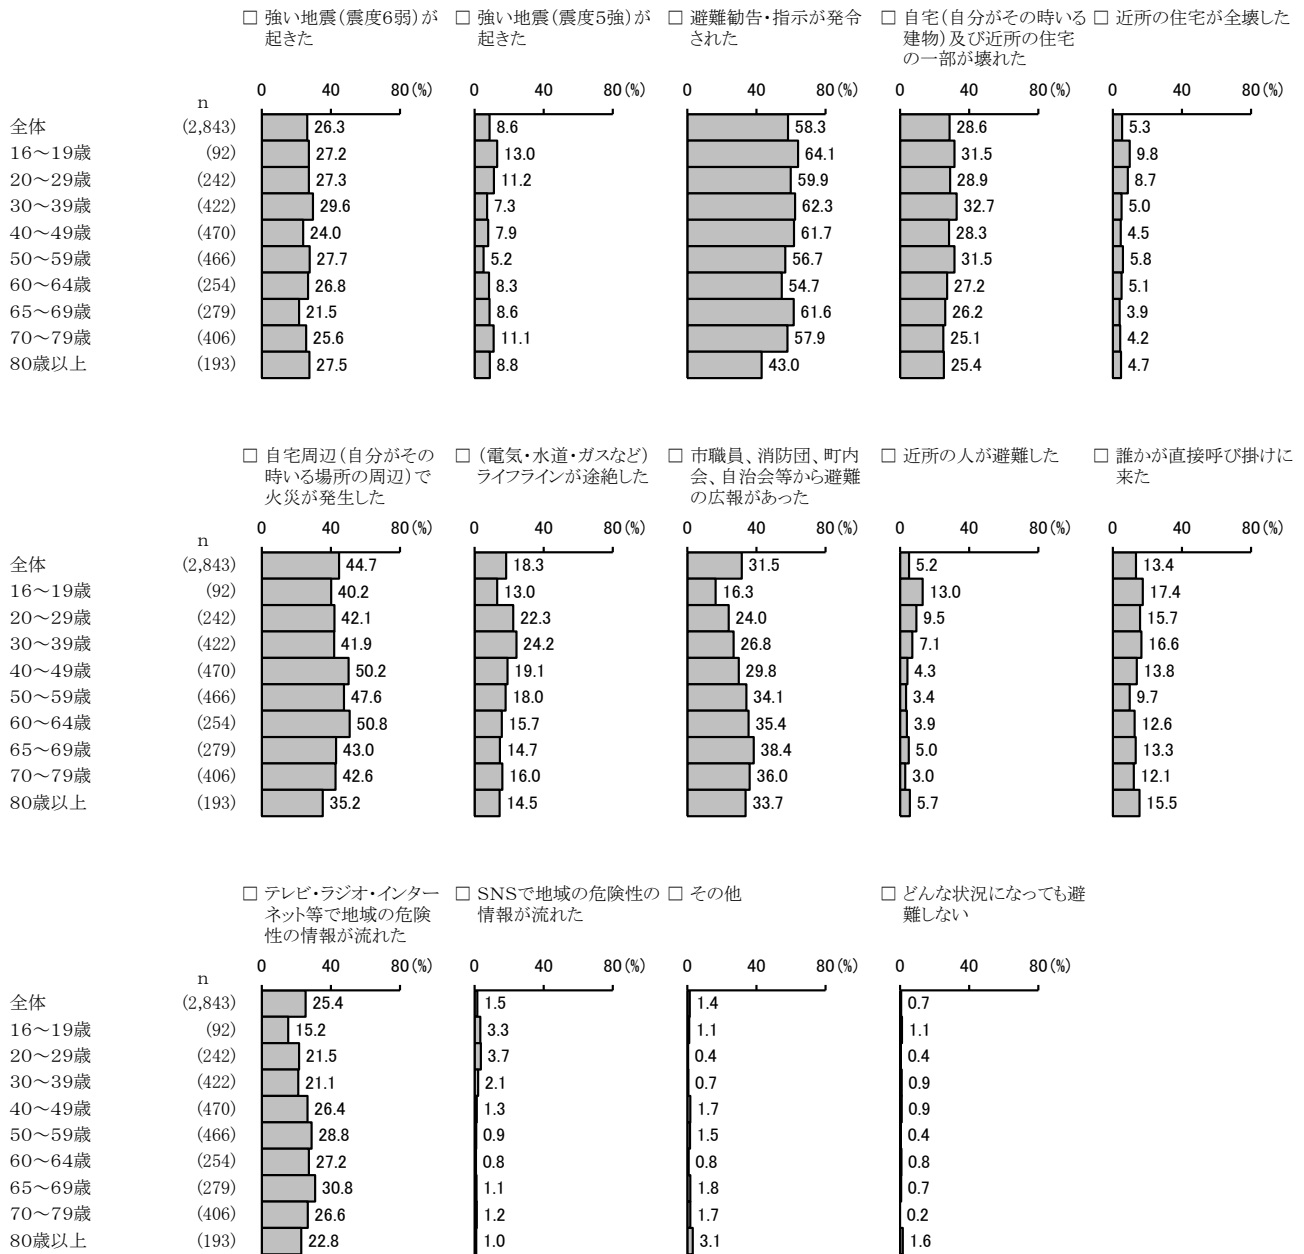 □ 強い地震(震度6弱)が □ 強い地震(震度5強)が □ 避難勧告・指示が発令 □ 自宅(自分がその時いる □ 近所の住宅が全壊した
起きた 起きた された 建物)及び近所の住宅
の一部が壊れた
0 40 80(%) 0 40 80(%) 0 40 80(%) 0 40 80(%) 0 40 80(%)
n
全体 (2,843) 26.3 8.6 58.3 28.6 5.3
16～19歳 (92) 27.2 13.0 64.1 31.5 9.8
20～29歳 (242) 27.3 11.2 59.9 28.9 8.7
30～39歳 (422) 29.6 7.3 62.3 32.7 5.0
40～49歳 (470) 24.0 7.9 61.7 28.3 4.5
50～59歳 (466) 27.7 5.2 56.7 31.5 5.8
60～64歳 (254) 26.8 8.3 54.7 27.2 5.1
65～69歳 (279) 21.5 8.6 61.6 26.2 3.9
70～79歳 (406) 25.6 11.1 57.9 25.1 4.2
80歳以上 (193) 27.5 8.8 43.0 25.4 4.7
□ 自宅周辺(自分がその □ (電気・水道・ガスなど) □ 市職員、消防団、町内 □ 近所の人が避難した □ 誰かが直接呼び掛けに
時いる場所の周辺)で ライフラインが途絶した 会、自治会等から避難 来た
火災が発生した の広報があった
0 40 80(%) 0 40 80(%) 0 40 80(%) 0 40 80(%) 0 40 80(%)
n
全体 (2,843) 44.7 18.3 31.5 5.2 13.4
16～19歳 (92) 40.2 13.0 16.3 13.0 17.4
20～29歳 (242) 42.1 22.3 24.0 9.5 15.7
30～39歳 (422) 41.9 24.2 26.8 7.1 16.6
40～49歳 (470) 50.2 19.1 29.8 4.3 13.8
50～59歳 (466) 47.6 18.0 34.1 3.4 9.7
60～64歳 (254) 50.8 15.7 35.4 3.9 12.6
65～69歳 (279) 43.0 14.7 38.4 5.0 13.3
70～79歳 (406) 42.6 16.0 36.0 3.0 12.1
80歳以上 (193) 35.2 14.5 33.7 5.7 15.5
□ テレビ・ラジオ・インター □ SNSで地域の危険性の □ その他 □ どんな状況になっても避
ネット等で地域の危険 情報が流れた 難しない
性の情報が流れた
0 40 80(%) 0 40 80(%) 0 40 80(%) 0 40 80(%)
n
全体 (2,843) 25.4 1.5 1.4 0.7
16～19歳 (92) 15.2 3.3 1.1 1.1
20～29歳 (242) 21.5 3.7 0.4 0.4
30～39歳 (422) 21.1 2.1 0.7 0.9
40～49歳 (470) 26.4 1.3 1.7 0.9
50～59歳 (466) 28.8 0.9 1.5 0.4
60～64歳 (254) 27.2 0.8 0.8 0.8
65～69歳 (279) 30.8 1.1 1.8 0.7
70～79歳 (406) 26.6 1.2 1.7 0.2
80歳以上 (193) 22.8 1.0 3.1 1.6